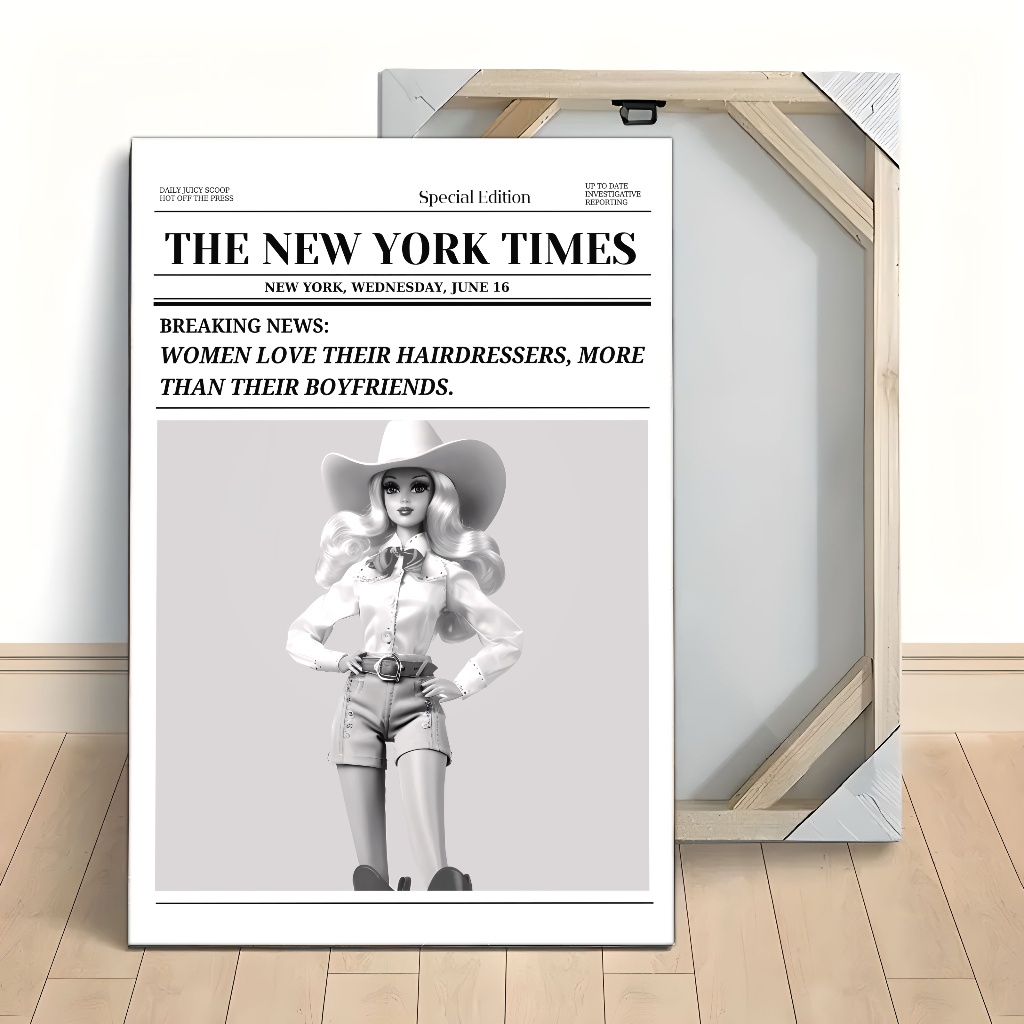 DAILY JUICY SCOOP
HOT OFF THE PRESS
Special Edition
UP TO DATE
INVESTIGATIVE
REPORTING
THE NEW YORK TIMES
NEW YORK, WEDNESDAY, JUNE 16
BREAKING NEWS:
WOMEN LOVE THEIR HAIRDRESSERS, MORE
THAN THEIR BOYFRIENDS.